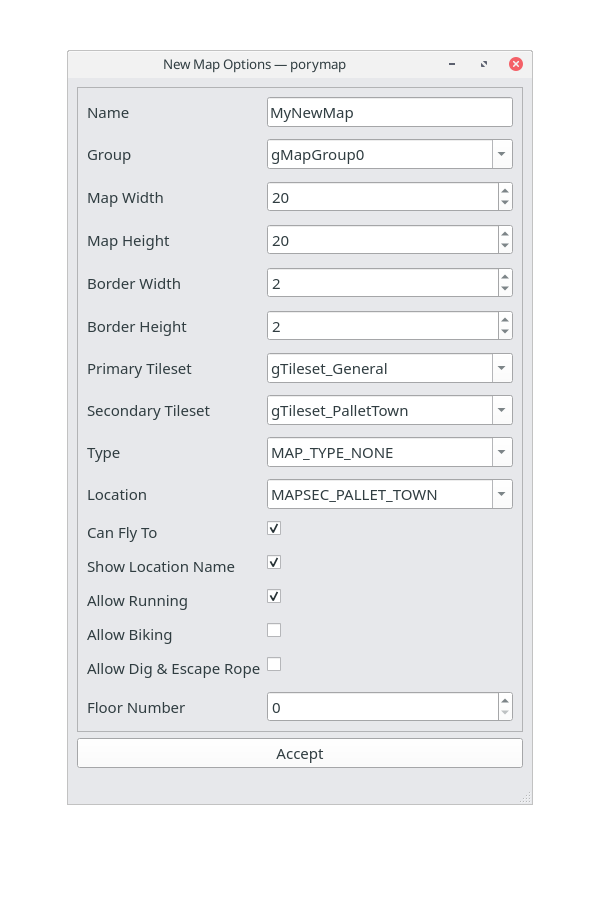 New Map Options — porymap
Name MyNewMap
Group gMapGroup0
Map Width 20
Map Height 20
Border Width 2
Border Height 2
Primary Tileset gTileset_General
Secondary Tileset gTileset_PalletTown
Type MAP_TYPE_NONE
Location MAPSEC_PALLET_TOWN
Can Fly To
Show Location Name
Allow Running
Allow Biking
Allow Dig & Escape Rope
Floor Number 0
Accept